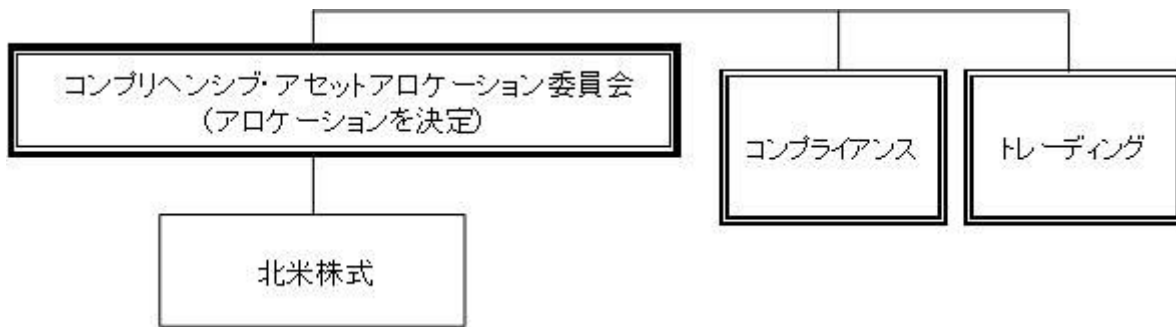 コンプリヘンシブ・アセットアロケーション委員会
(アロケーションを決定)
コンプライアンス
トレーディング
北米株式